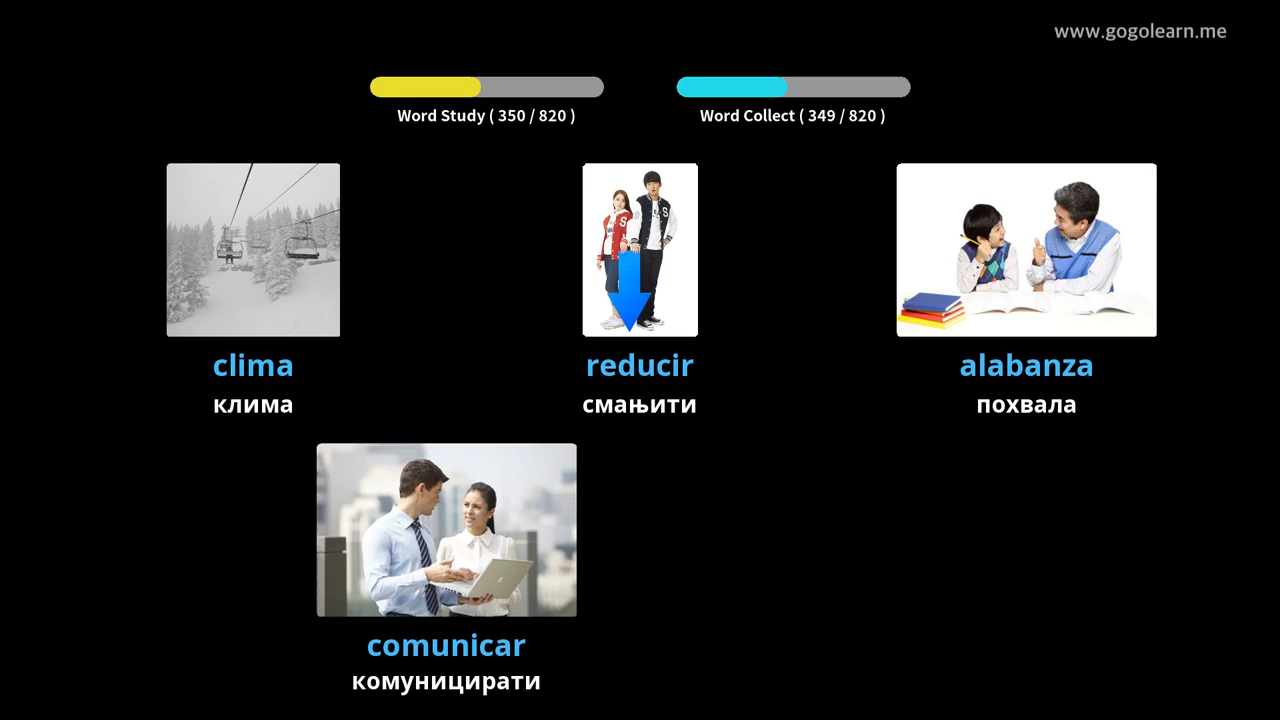 www.gogolearn.me
Word Study ( 350 / 820 )
Word Collect ( 349 / 820 )
clima
клима
reducir
смањити
alabanza
похвала
comunicar
комуницирати